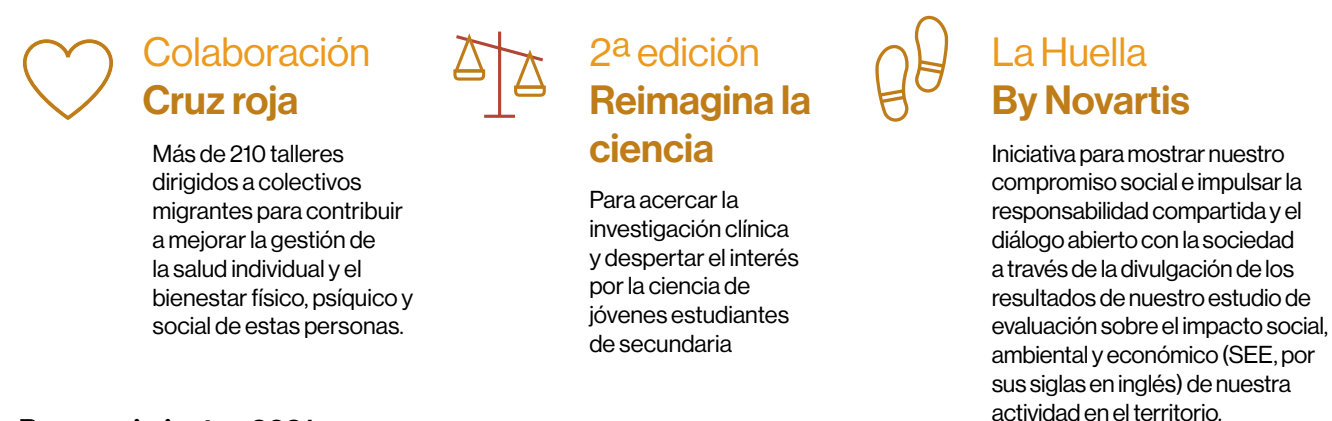 Colaboración
Cruz roja
Más de 210 talleres
dirigidos a colectivos
migrantes para contribuir
a mejorar la gestión de
la salud individual y el
bienestar físico, psíquico y
social de estas personas.
2ª edición
Reimagina la
ciencia
Para acercar la
investigación clínica
y despertar el interés
por la ciencia de
jóvenes estudiantes
de secundaria
La Huella
By Novartis
Iniciativa para mostrar nuestro
compromiso social e impulsar la
responsabilidad compartida y el
diálogo abierto con la sociedad
a través de la divulgación de los
resultados de nuestro estudio de
evaluación sobre el impacto social,
ambiental y económico (SEE, por
sus siglas en inglés) de nuestra
actividad en el territorio.